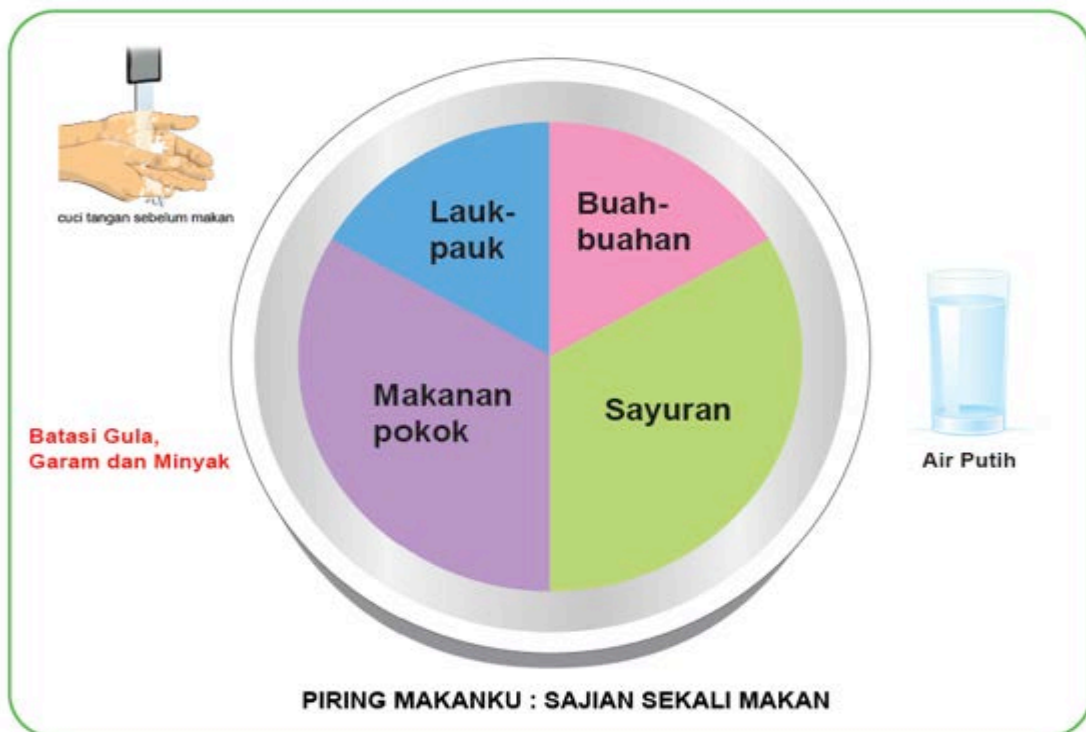 cuci tangan sebelum makan
Lauk-
pauk
Buah-
buahan
Makanan
pokok
Sayuran
Batasi Gula,
Garam dan Minyak
Air Putih
PIRING MAKANKU : SAJIAN SEKALI MAKAN